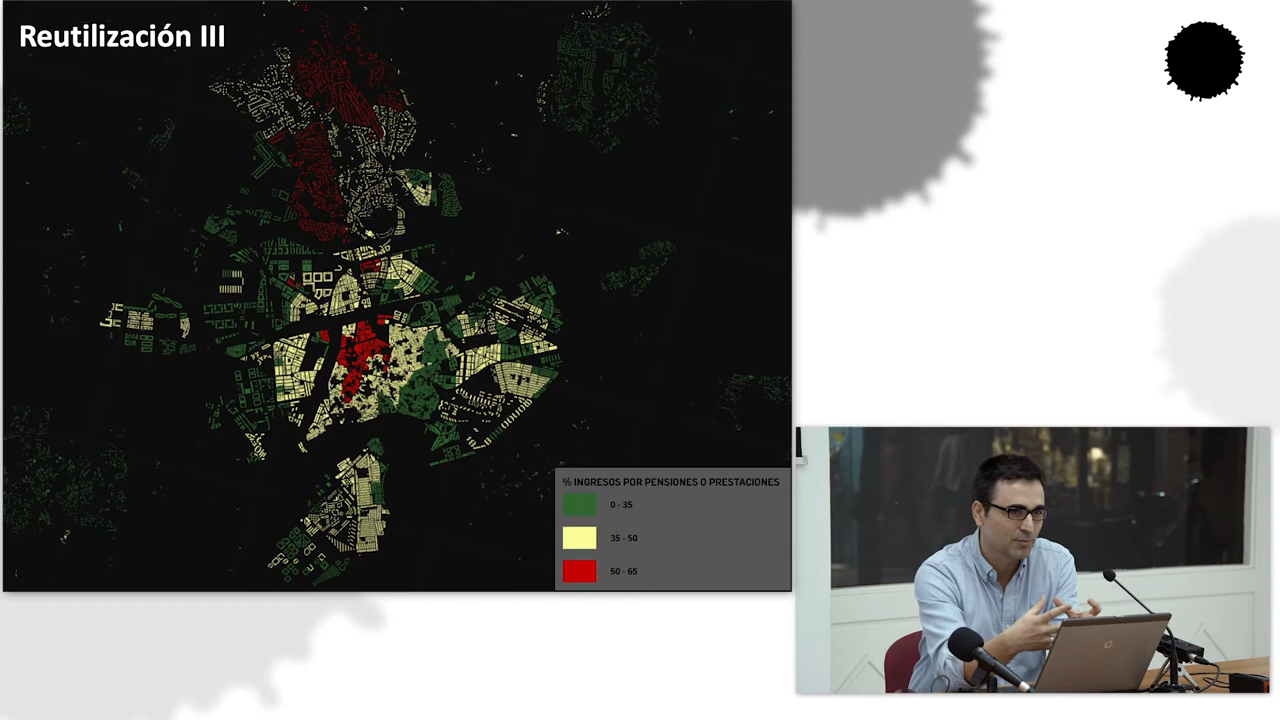 Reutilización III
% INGRESOS POR PENSIONES O PRESTACIONES
0 - 35
35 - 50
50 - 65